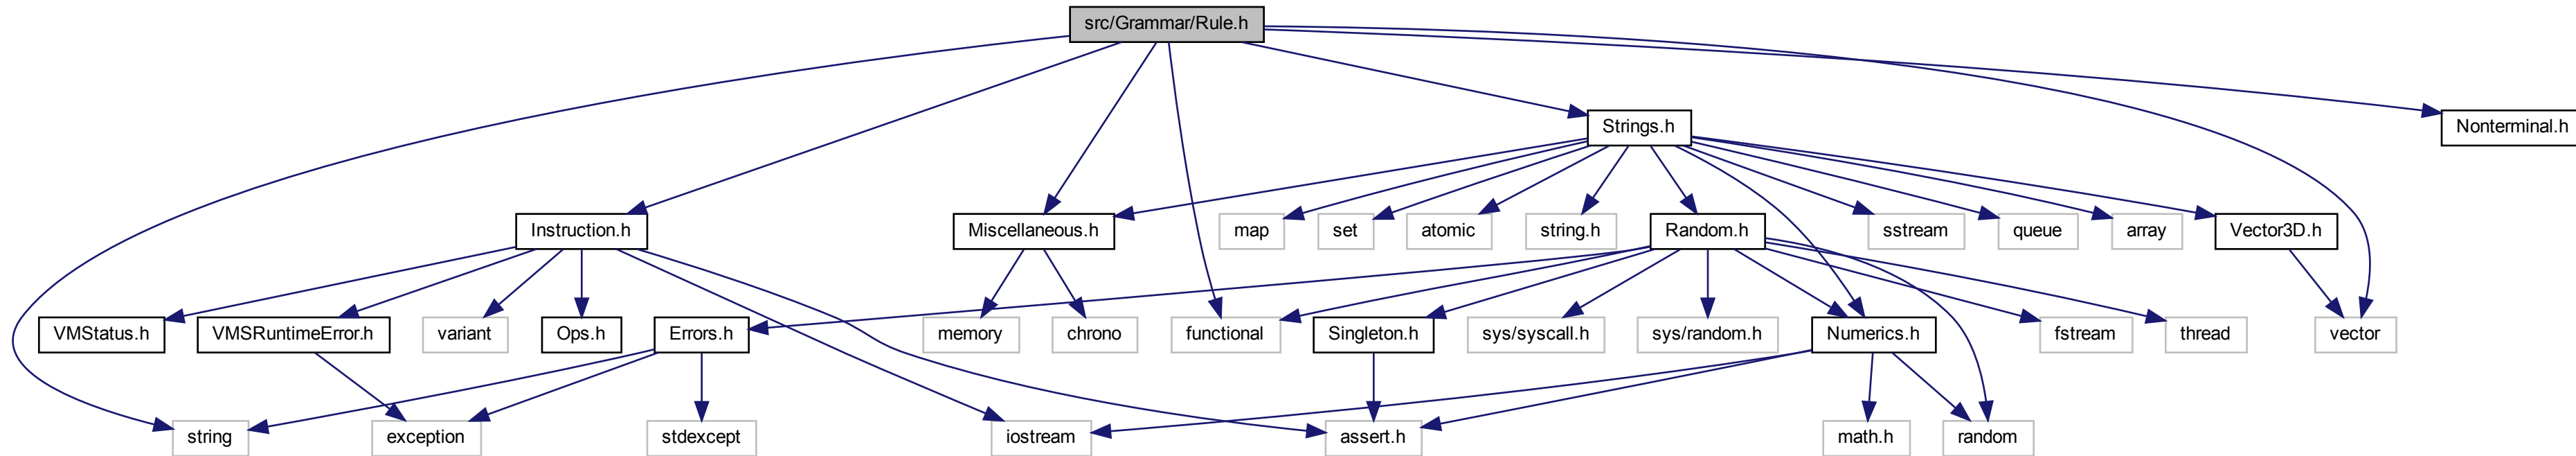 src/Grammar/Rule.h
Strings.h
Nonterminal.h
Instruction.h
Miscellaneous.h
map
set
atomic
string.h
Random.h
sstream
queue
array
Vector3D.h
VMStatus.h
VMSRuntimeError.h
variant
Ops.h
Errors.h
memory
chrono
functional
Singleton.h
sys/syscall.h
sys/random.h
Numerics.h
fstream
thread
vector
string
exception
stdexcept
iostream
assert.h
math.h
random